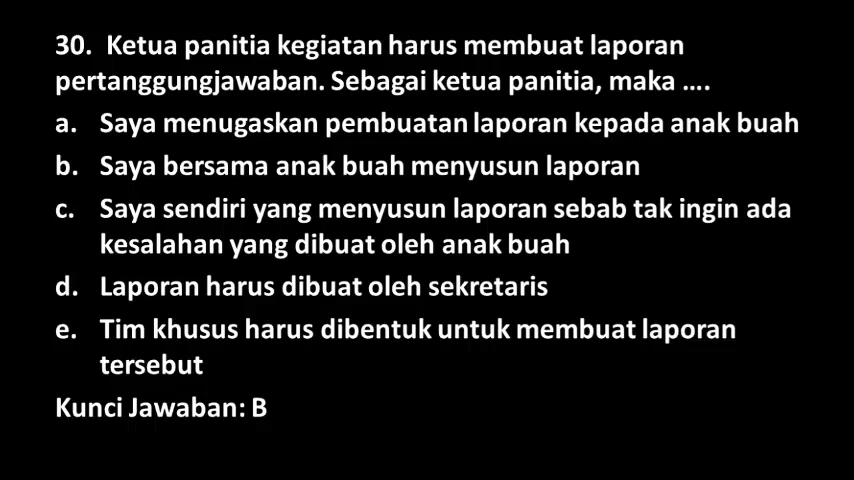 30. Ketua panitia kegiatan harus membuat laporan
pertanggungjawaban. Sebagai ketua panitia, maka ....
a. Saya menugaskan pembuatan laporan kepada anak buah
b. Saya bersama anak buah menyusun laporan
c. Saya sendiri yang menyusun laporan sebab tak ingin ada
kesalahan yang dibuat oleh anak buah
d. Laporan harus dibuat oleh sekretaris
e. Tim khusus harus dibentuk untuk membuat laporan
tersebut
Kunci Jawaban: B